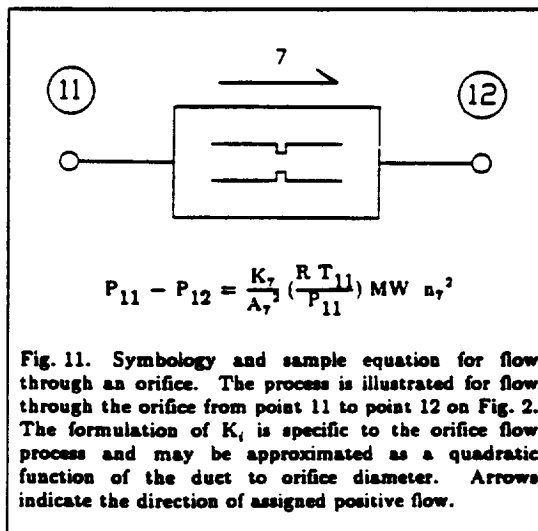 7
11
12
P₁₁ − P₁₂ = K₇/A₇² (R T₁₁/P₁₁) MW n₇²
Fig. 11. Symbology and sample equation for flow
through an orifice. The process is illustrated for flow
through the orifice from point 11 to point 12 on Fig. 2.
The formulation of Kᵢ is specific to the orifice flow
process and may be approximated as a quadratic
function of the duct to orifice diameter. Arrows
indicate the direction of assigned positive flow.